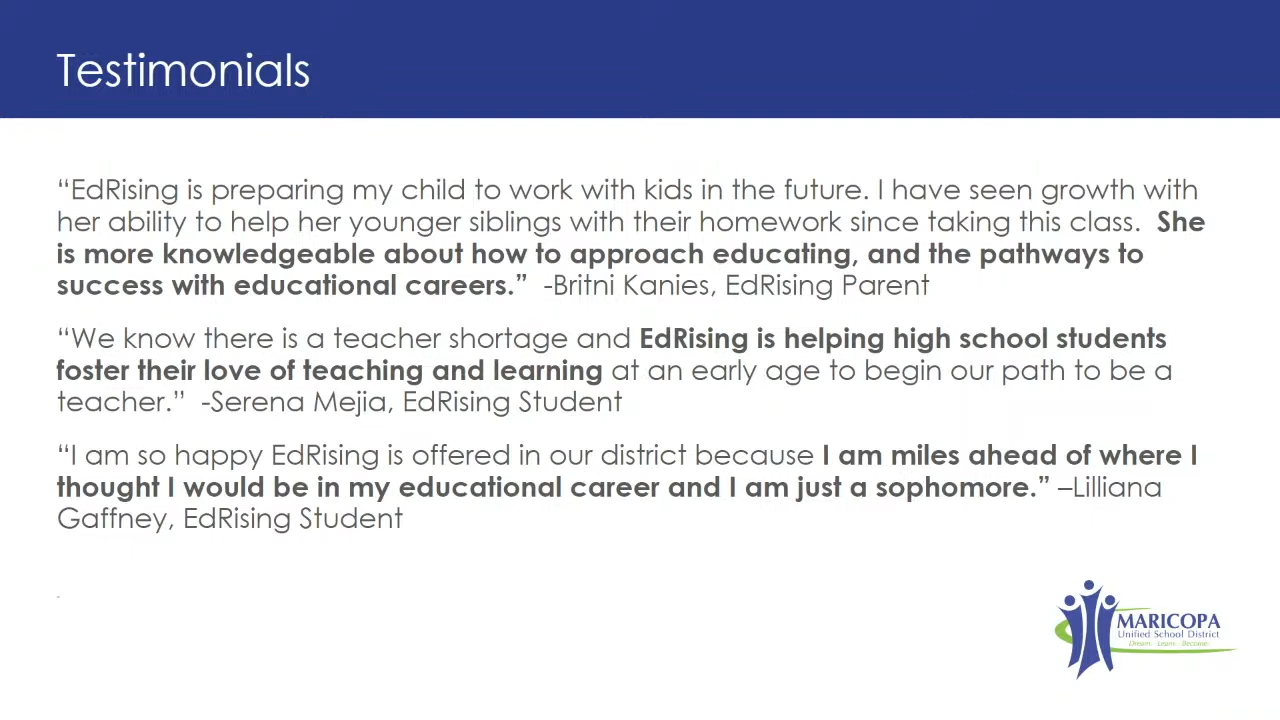 Testimonials
“EdRising is preparing my child to work with kids in the future. I have seen growth with
her ability to help her younger siblings with their homework since taking this class.  She
is more knowledgeable about how to approach educating, and the pathways to
success with educational careers.”  -Britni Kanies, EdRising Parent
“We know there is a teacher shortage and EdRising is helping high school students
foster their love of teaching and learning at an early age to begin our path to be a
teacher.”  -Serena Mejia, EdRising Student
“I am so happy EdRising is offered in our district because I am miles ahead of where I
thought I would be in my educational career and I am just a sophomore.” –Lilliana
Gaffney, EdRising Student
MARICOPA
Unified School District
Dream · Learn · Become